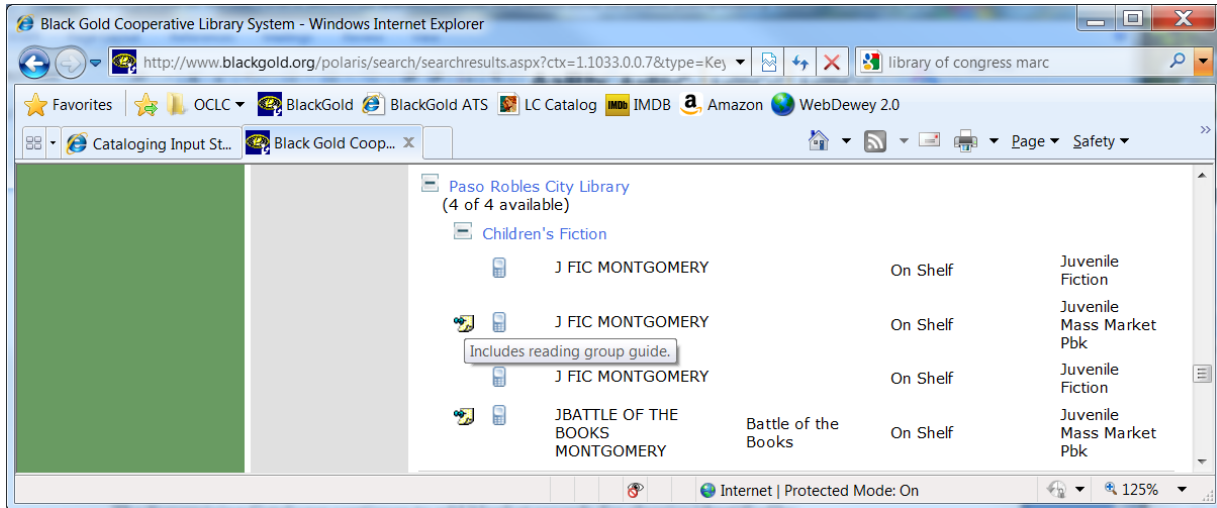 Black Gold Cooperative Library System - Windows Internet Explorer
http://www.blackgold.org/polaris/search/searchresults.aspx?ctx=1.1033.0.0.7&type=Key
library of congress marc
Favorites OCLC BlackGold BlackGold ATS LC Catalog IMDB Amazon WebDewey 2.0
Cataloging Input St... Black Gold Coop... X Page Safety »
Paso Robles City Library
(4 of 4 available)
Children's Fiction
J FIC MONTGOMERY On Shelf Juvenile
Fiction
J FIC MONTGOMERY On Shelf Juvenile
Mass Market
Pbk
Includes reading group guide.
J FIC MONTGOMERY On Shelf Juvenile
Fiction
JBATTLE OF THE
BOOKS
MONTGOMERY
Battle of the
Books
On Shelf
Juvenile
Mass Market
Pbk
Internet | Protected Mode: On 125%